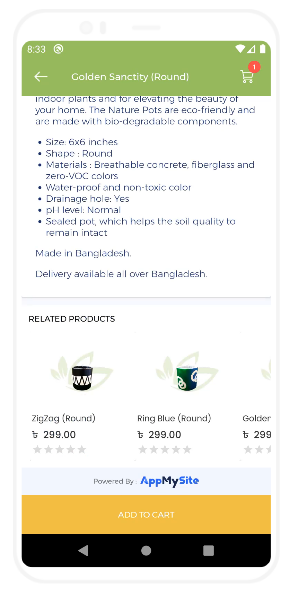 8:33
1
Golden Sanctity (Round)
indoor plants and for elevating the beauty of
your home. The Nature Pots are eco-friendly and
are made with bio-degradable components.
• Size: 6x6 inches
• Shape : Round
• Materials : Breathable concrete, fiberglass and
zero-VOC colors
• Water-proof and non-toxic color
• Drainage hole: Yes
• pH level: Normal
• Sealed pot, which helps the soil quality to
remain intact
Made in Bangladesh.
Delivery available all over Bangladesh.
RELATED PRODUCTS
ZigZag (Round) Ring Blue (Round) Golden
৳ 299.00 ৳ 299.00 ৳ 299
Powered By : AppMySite
ADD TO CART